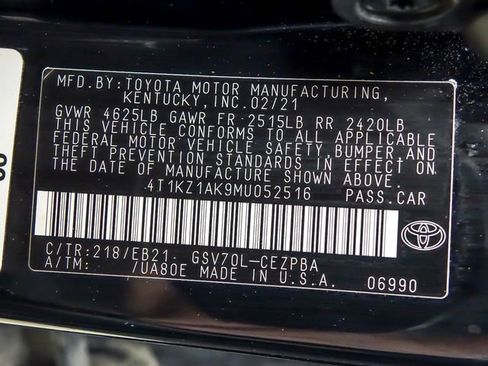 MFD.BY:TOYOTA MOTOR MANUFACTURING,
KENTUCKY, INC.02/21
GVWR 4625LB GAWR FR 2515LB RR 2420LB
THIS VEHICLE CONFORMS TO ALL APPLICABLE
FEDERAL MOTOR VEHICLE SAFETY BUMPER AND
THEFT PREVENTION STANDARDS IN EFFECT ON
THE DATE OF MANUFACTURE SHOWN ABOVE.
4T1KZ1AK9MU052516 PASS.CAR
C/TR:218/EB21 GSV70L-CEZPBA
A/TM: /UA80E MADE IN U.S.A. 06990